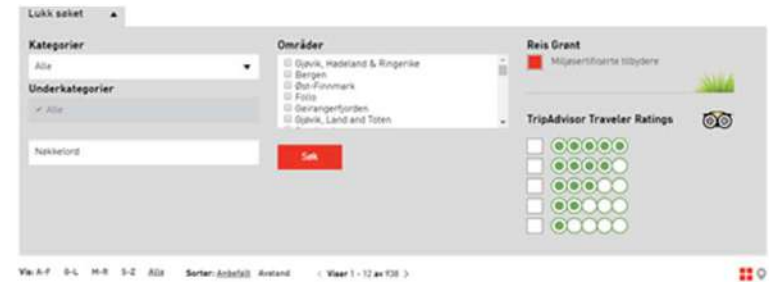 Lukk søket
Kategorier
Alle
Underkategorier
✓ Alle
Nøkkelord
Områder
Gjøvik, Hadeland & Ringerike
Bergen
Øst-Finnmark
Follo
Geirangerfjorden
Gjøvik, Land and Toten
Søk
Reis Grønt
Miljøsertifiserte tilbydere
TripAdvisor Traveler Ratings
Vis: A-F G-L M-R S-Z Alle Sorter: Anbefalt Avstand < Viser 1 - 12 av 938 >